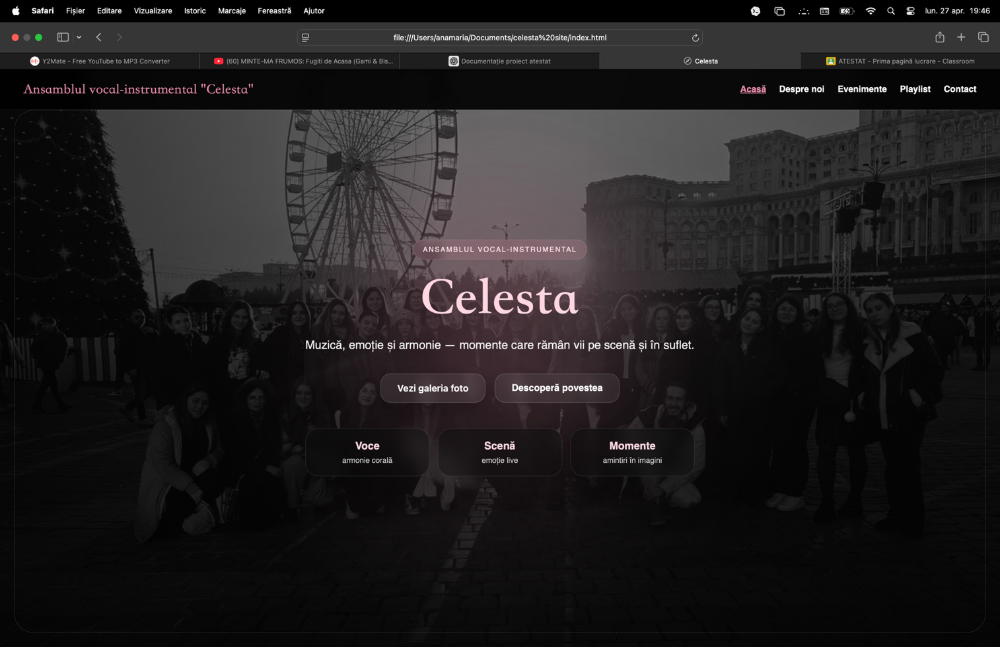 Safari Fișier Editare Vizualizare Istoric Marcaje Fereastră Ajutor lun. 27 apr. 19:46
file:///Users/anamaria/Documents/celesta%20site/index.html
Y2Mate - Free YouTube to MP3 Converter (60) MINTE-MA FRUMOS: Fugiti de Acasa (Gami & Bis... Documentație proiect atestat Celesta ATESTAT - Prima pagină lucrare - Classroom
Ansamblul vocal-instrumental "Celesta" Acasă Despre noi Evenimente Playlist Contact
ANSAMBLUL VOCAL-INSTRUMENTAL
Celesta
Muzică, emoție și armonie — momente care rămân vii pe scenă și în suflet.
Vezi galeria foto Descoperă povestea
Voce Scenă Momente
armonie corală emoție live amintiri în imagini